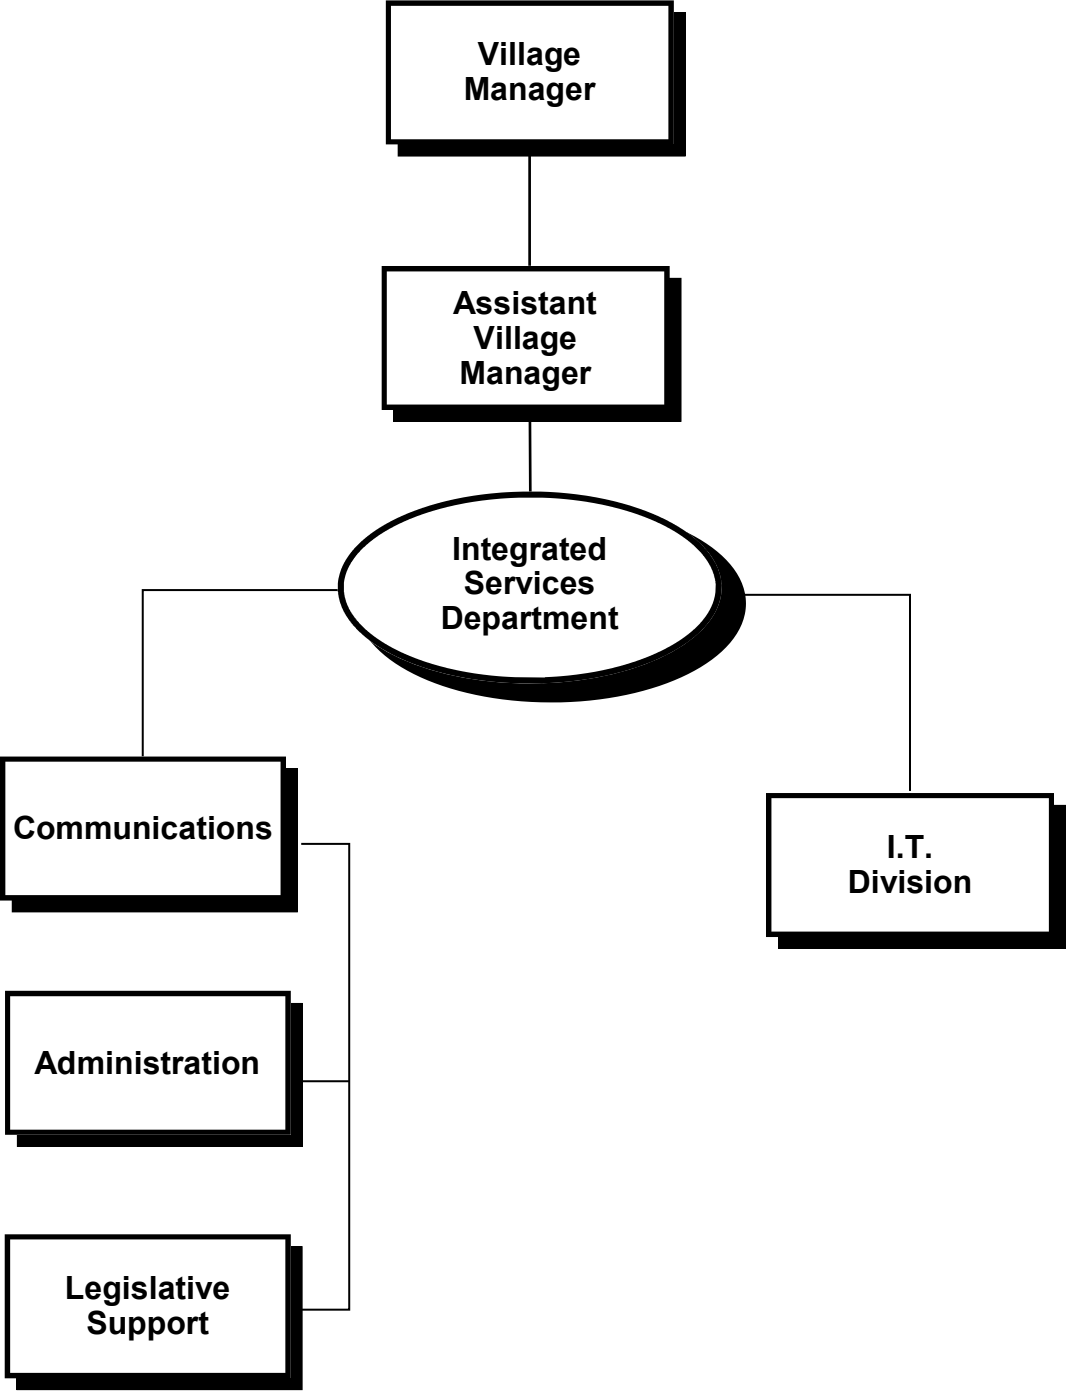 Village
Manager
Assistant
Village
Manager
Integrated
Services
Department
Communications
I.T.
Division
Administration
Legislative
Support